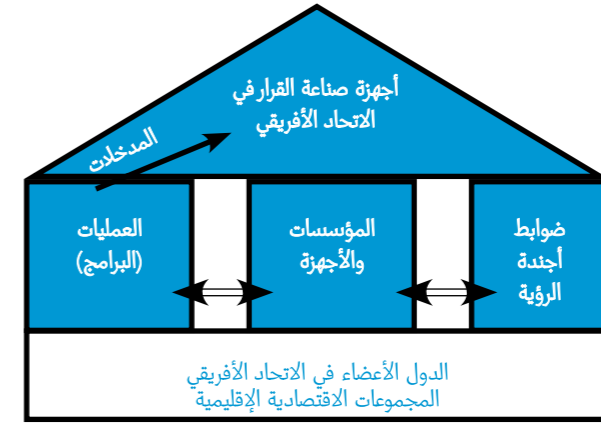 أجهزة صناعة القرار في
الاتحاد الأفريقي
المدخلات
ضوابط
أجندة
الرؤية
المؤسسات
والأجهزة
العمليات
(البرامج)
الدول الأعضاء في الاتحاد الأفريقي
المجموعات الاقتصادية الإقليمية